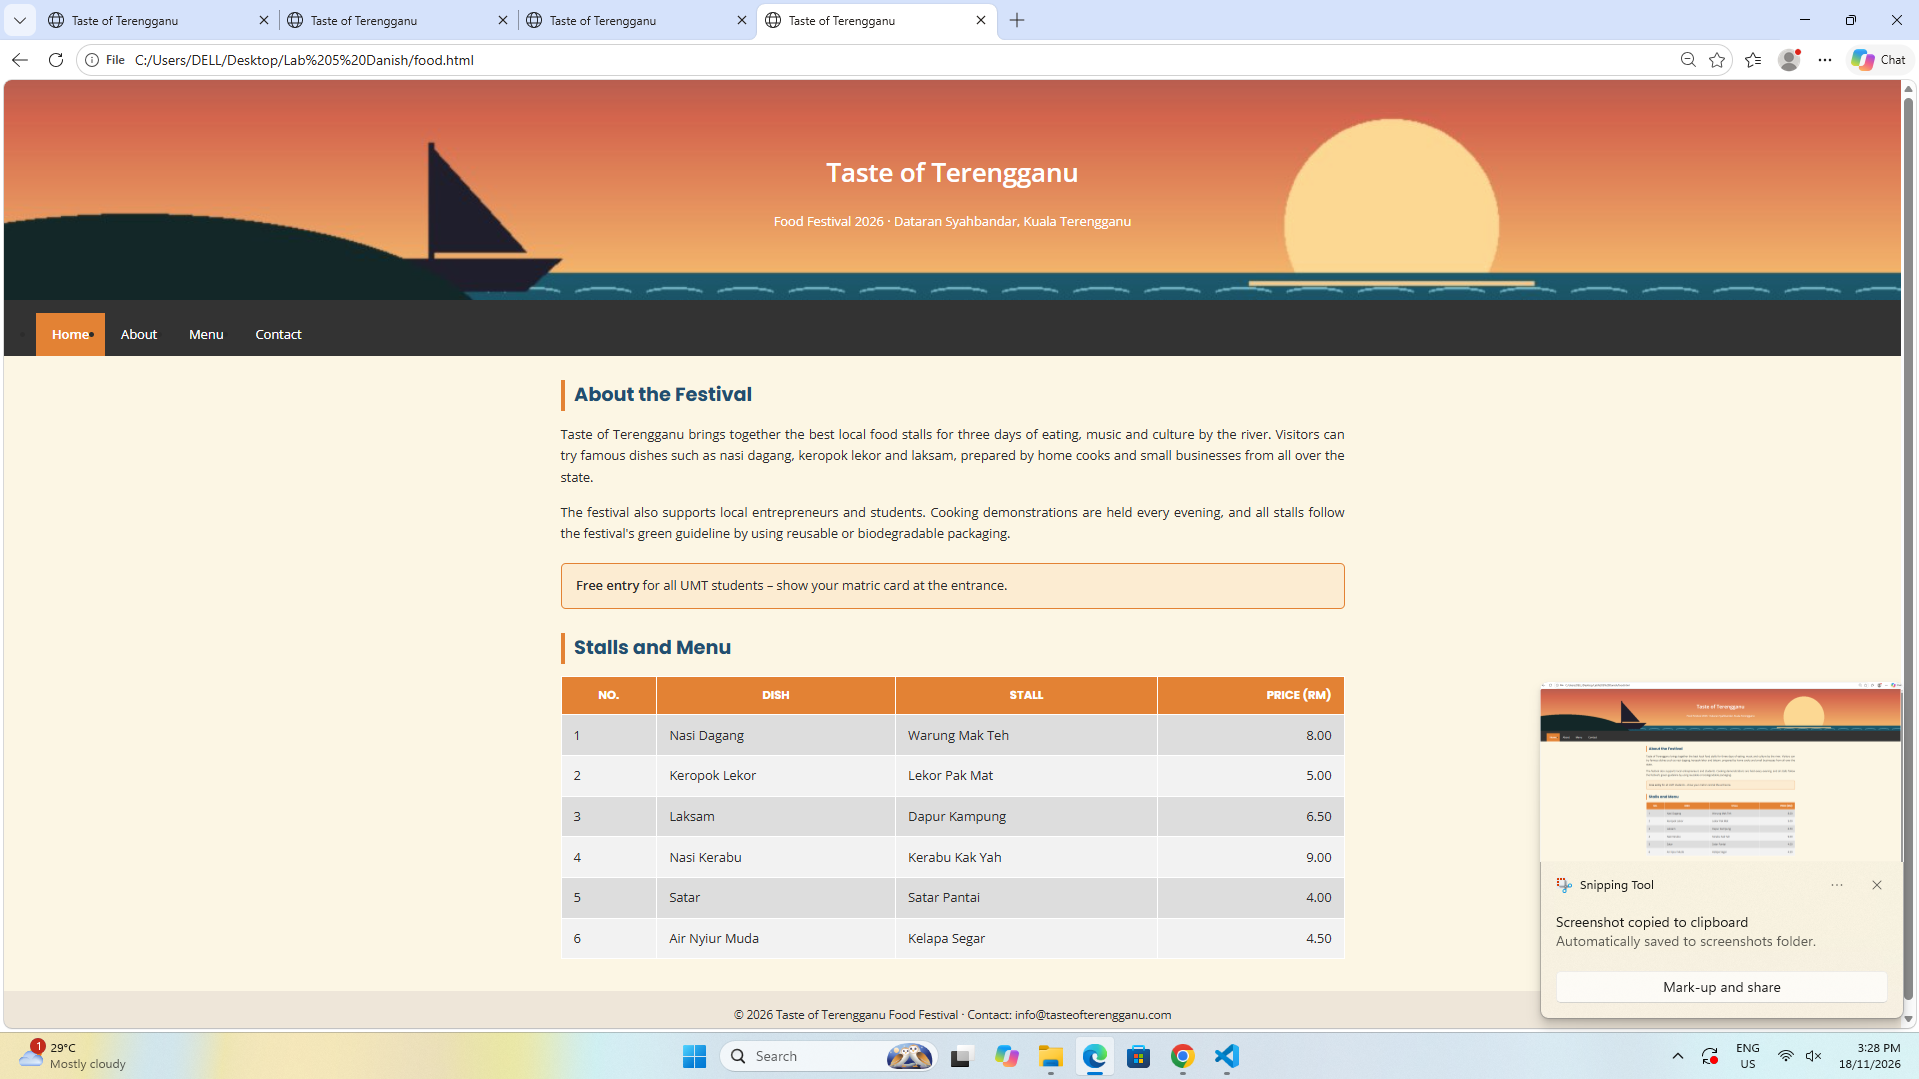 Taste of Terengganu
Taste of Terengganu
Taste of Terengganu
Taste of Terengganu
File C:/Users/DELL/Desktop/Lab%205%20Danish/food.html
Chat
Taste of Terengganu
Food Festival 2026 · Dataran Syahbandar, Kuala Terengganu
Home About Menu Contact
About the Festival
Taste of Terengganu brings together the best local food stalls for three days of eating, music and culture by the river. Visitors can
try famous dishes such as nasi dagang, keropok lekor and laksam, prepared by home cooks and small businesses from all over the
state.
The festival also supports local entrepreneurs and students. Cooking demonstrations are held every evening, and all stalls follow
the festival's green guideline by using reusable or biodegradable packaging.
Free entry for all UMT students – show your matric card at the entrance.
Stalls and Menu
NO. DISH STALL PRICE (RM)
1 Nasi Dagang Warung Mak Teh 8.00
2 Keropok Lekor Lekor Pak Mat 5.00
3 Laksam Dapur Kampung 6.50
4 Nasi Kerabu Kerabu Kak Yah 9.00
5 Satar Satar Pantai 4.00
6 Air Nyiur Muda Kelapa Segar 4.50
© 2026 Taste of Terengganu Food Festival · Contact: info@tasteofterengganu.com
Taste of Terengganu
About the Festival
Stalls and Menu
Snipping Tool
Screenshot copied to clipboard
Automatically saved to screenshots folder.
Mark-up and share
1
29°C
Mostly cloudy
Search
ENG
US
3:28 PM
18/11/2026